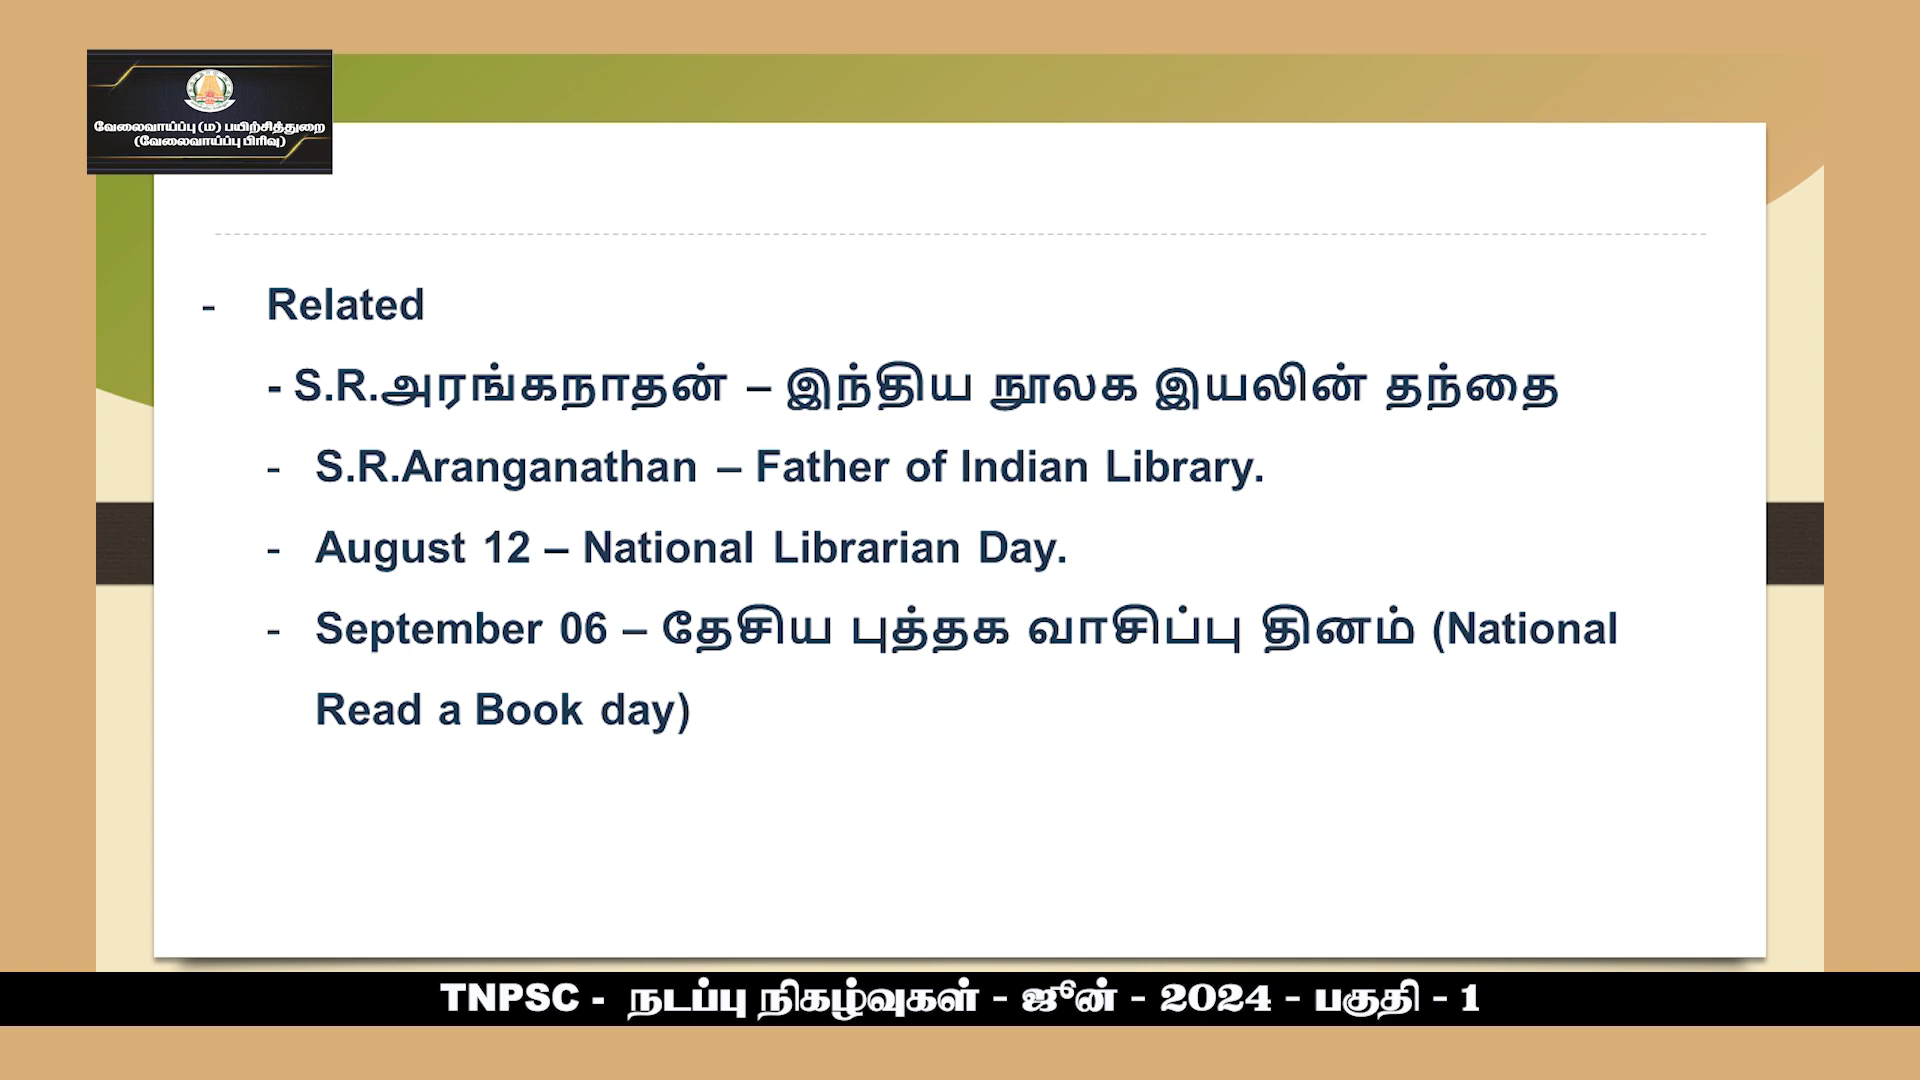 வேலைவாய்ப்பு (ம) பயிற்சித்துறை
(வேலைவாய்ப்பு பிரிவு)
- Related
- S.R.அரங்கநாதன் – இந்திய நூலக இயலின் தந்தை
- S.R.Aranganathan – Father of Indian Library.
- August 12 – National Librarian Day.
- September 06 – தேசிய புத்தக வாசிப்பு தினம் (National
Read a Book day)
TNPSC - நடப்பு நிகழ்வுகள் - ஜூன் - 2024 - பகுதி - 1